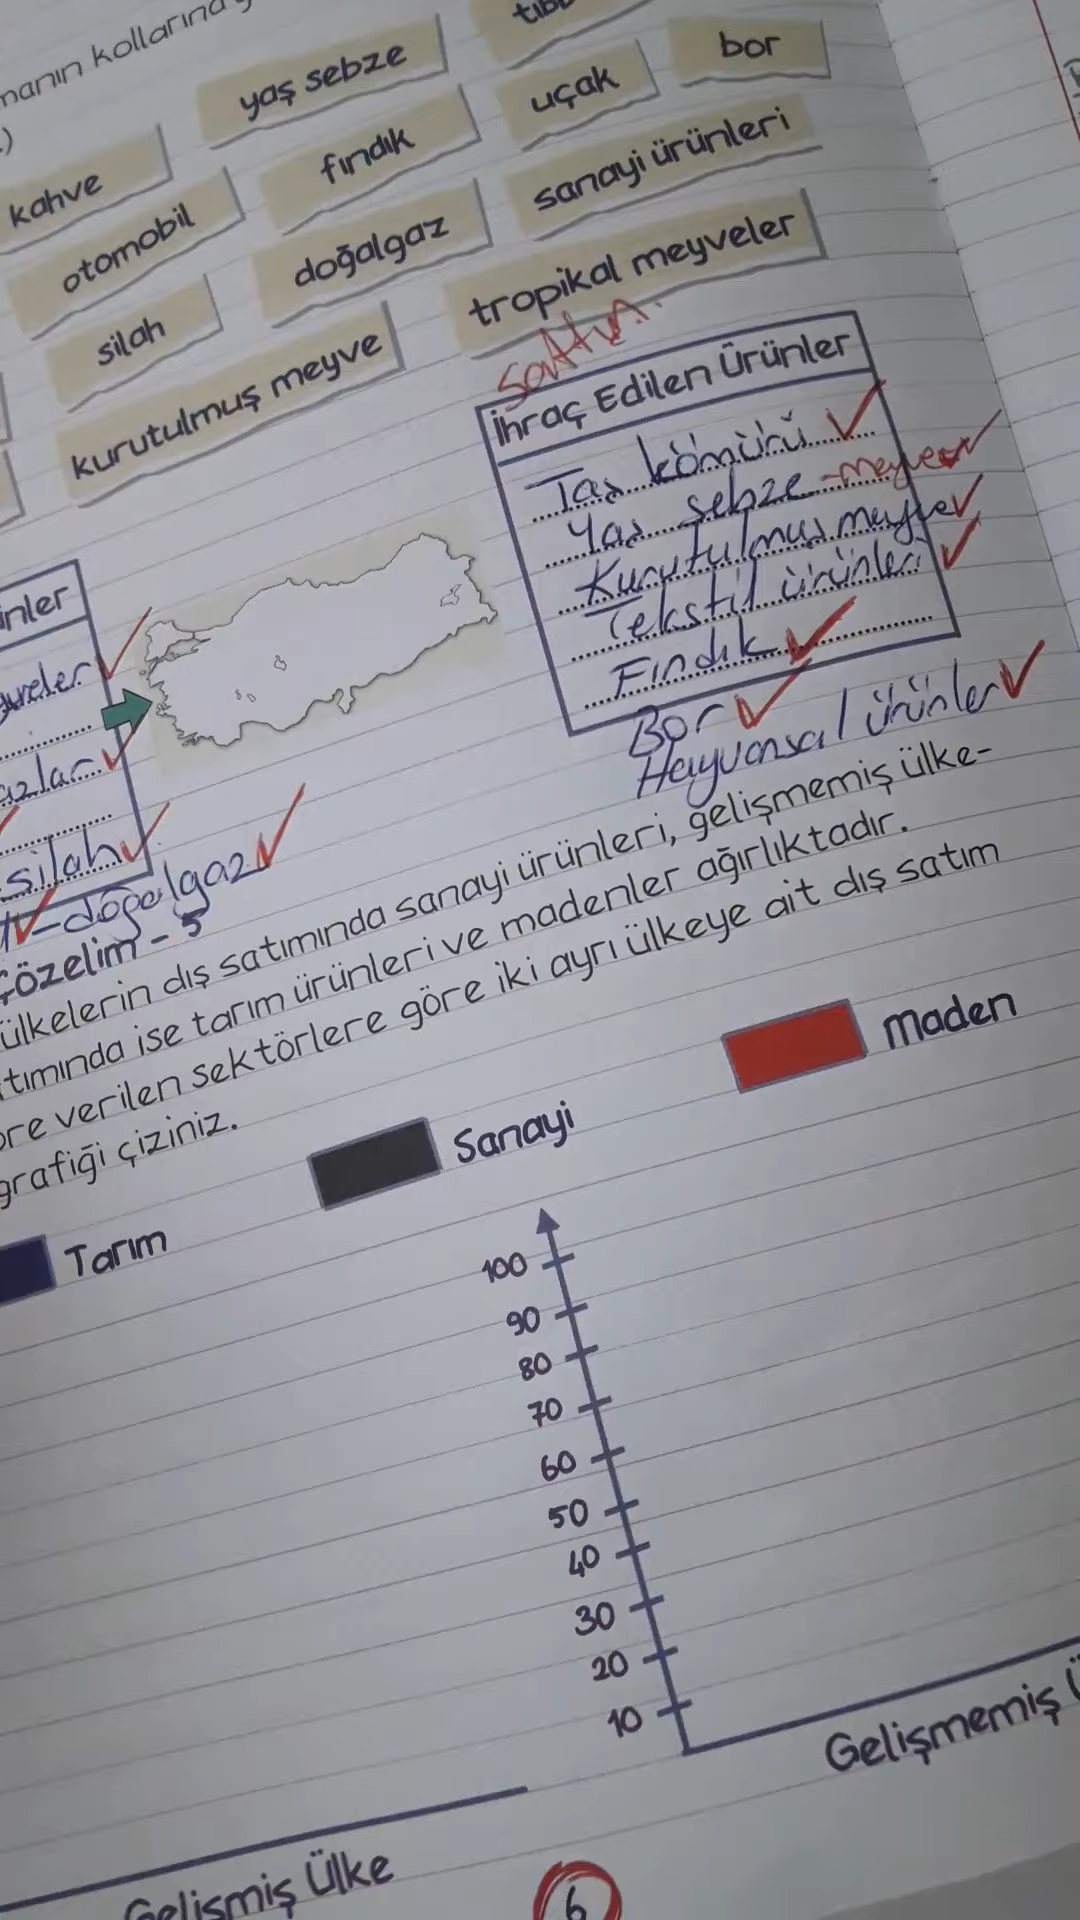 kollarına
yaş sebze
bor
uçak
kahve
fındık
otomobil
sanayi ürünleri
doğalgaz
silah
tropikal meyveler
kurutulmuş meyve
İhraç Edilen Ürünler
Taş kömürü
Yaş sebze - meyve
Kurutulmuş meyve
Tekstil ürünleri
Fındık
Bor
Hayvansal ürünler
silah
doğalgaz
Çözelim - 5
ülkelerin dış satımında sanayi ürünleri, gelişmemiş ülke-
ise tarım ürünleri ve madenler ağırlıktadır.
verilen sektörlere göre iki ayrı ülkeye ait dış satım
grafiği çiziniz.
Tarım
Sanayi
Maden
100
90
80
70
60
50
40
30
20
10
Gelişmemiş
Gelişmiş Ülke
6